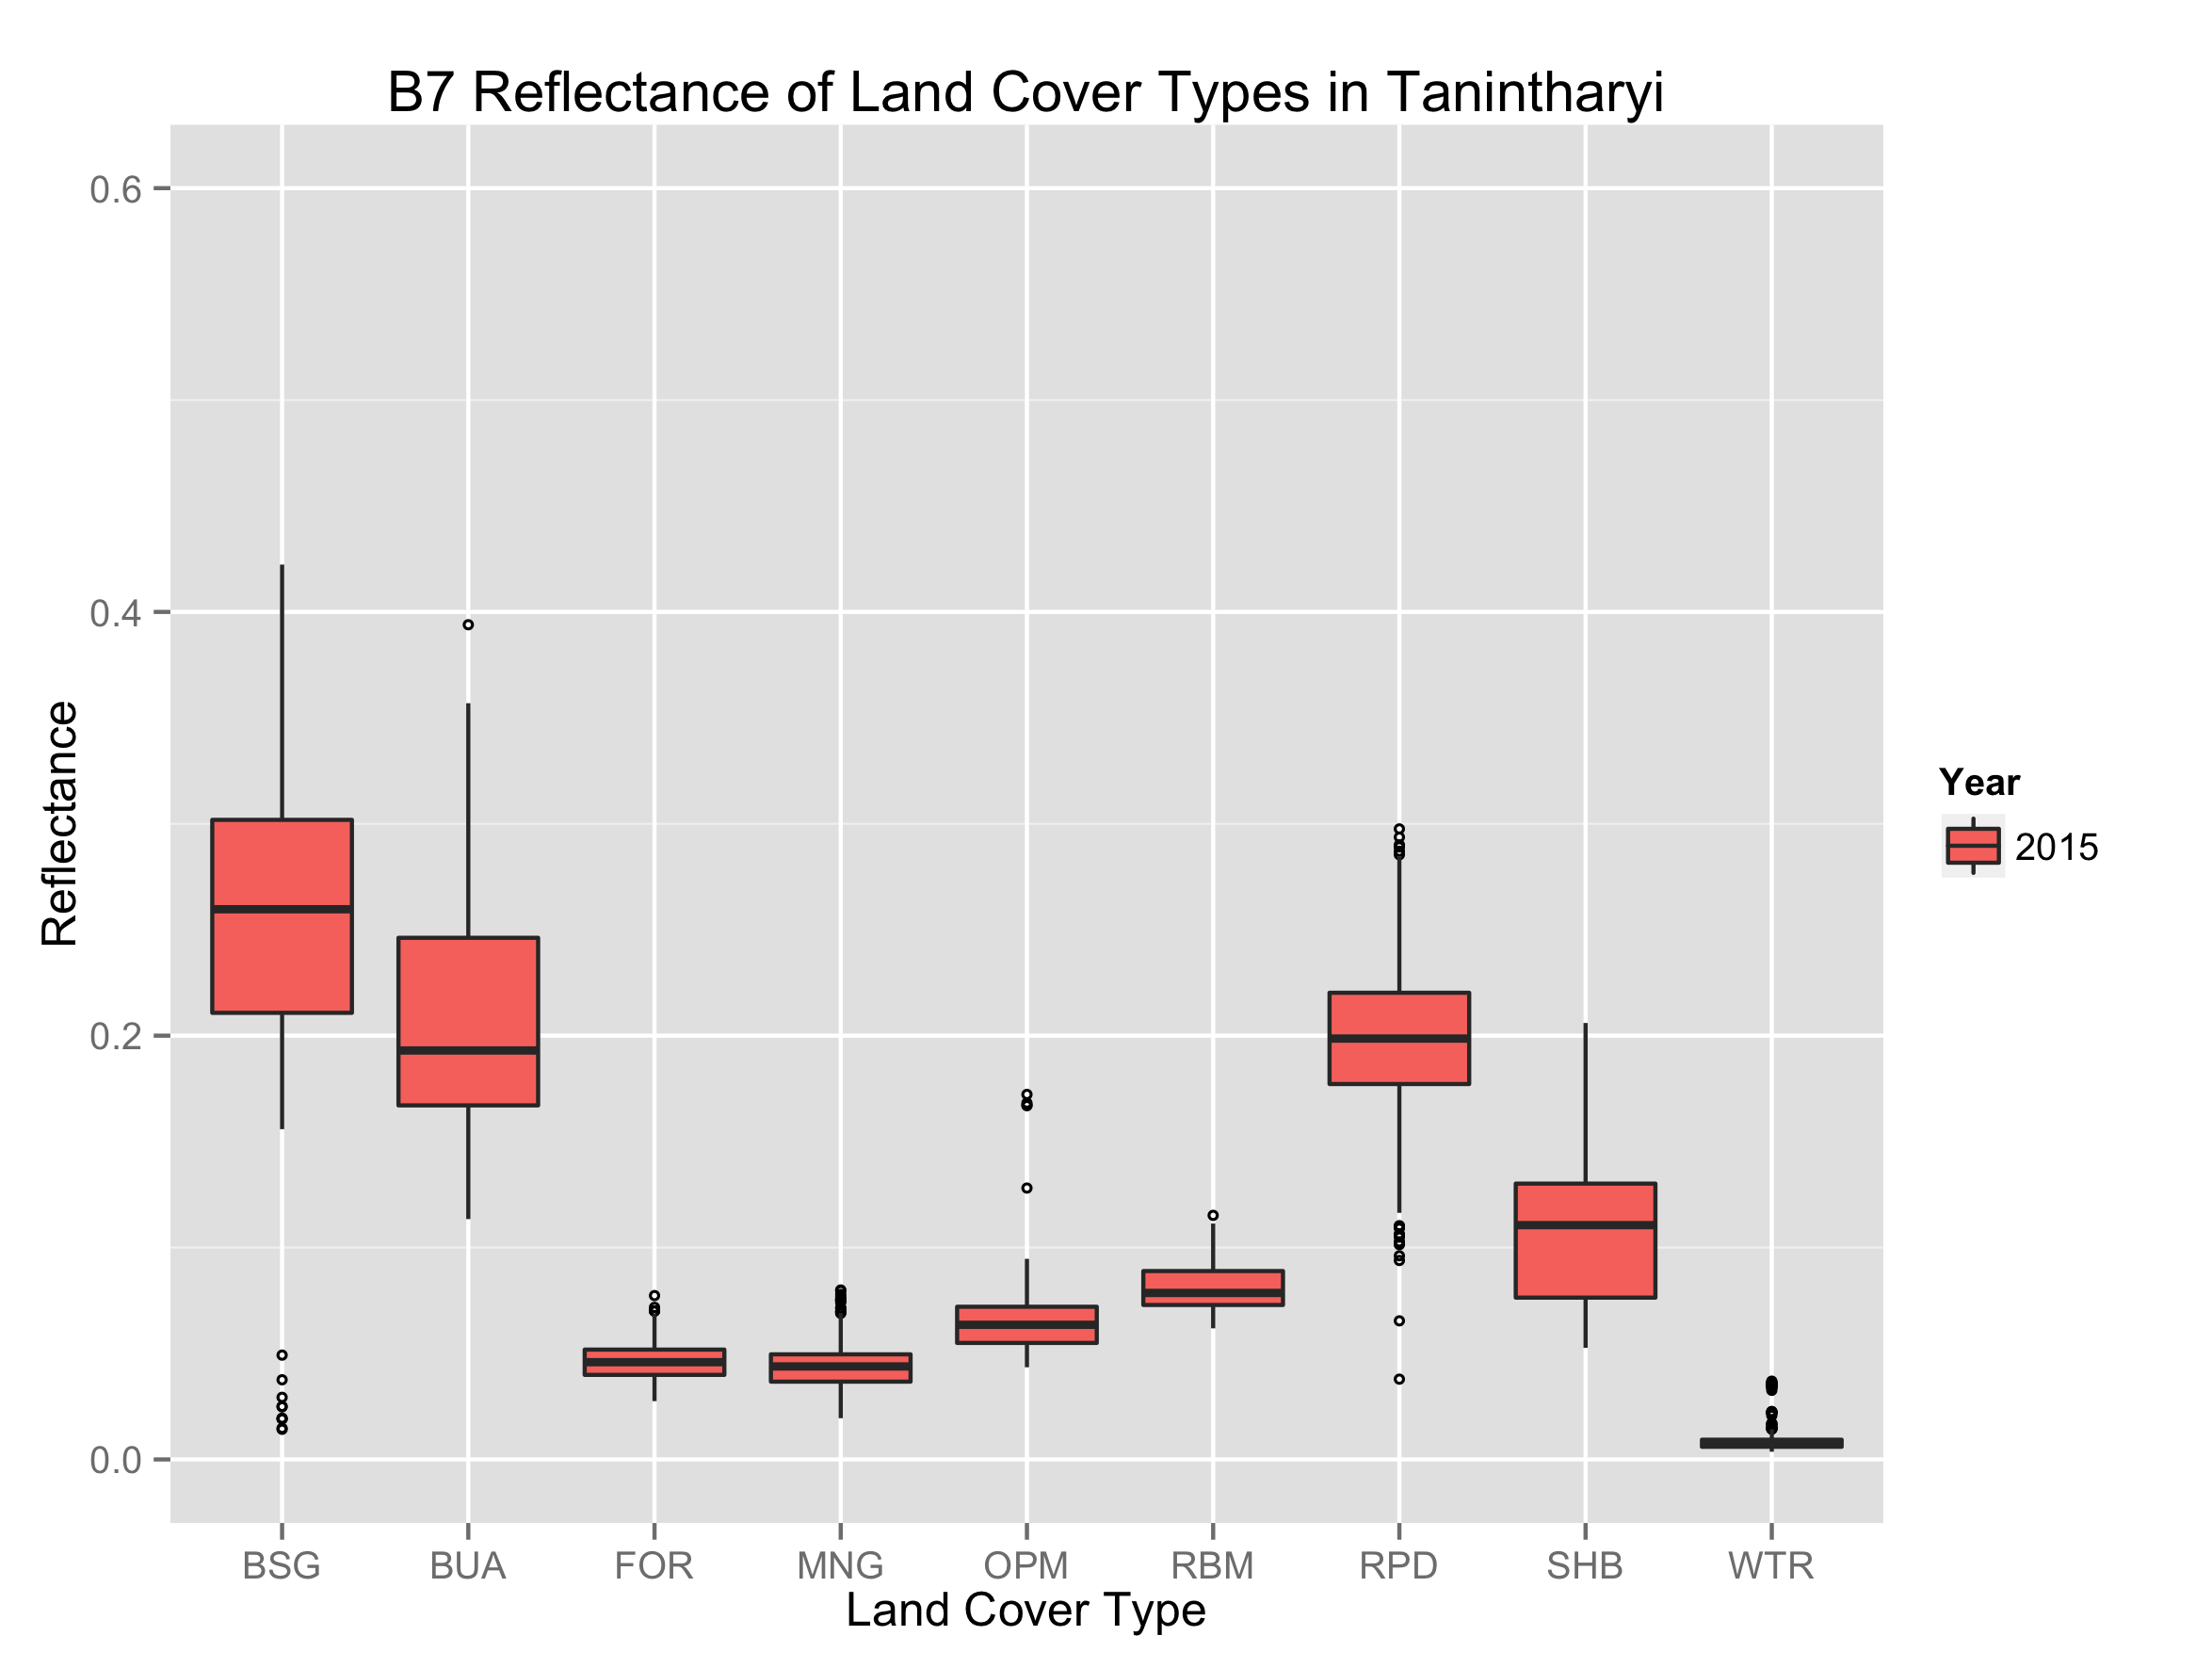 B7 Reflectance of Land Cover Types in Tanintharyi
0.6
0.4
0.2
0.0
Reflectance
BSG BUA FOR MNG OPM RBM RPD SHB WTR
Land Cover Type
Year
2015